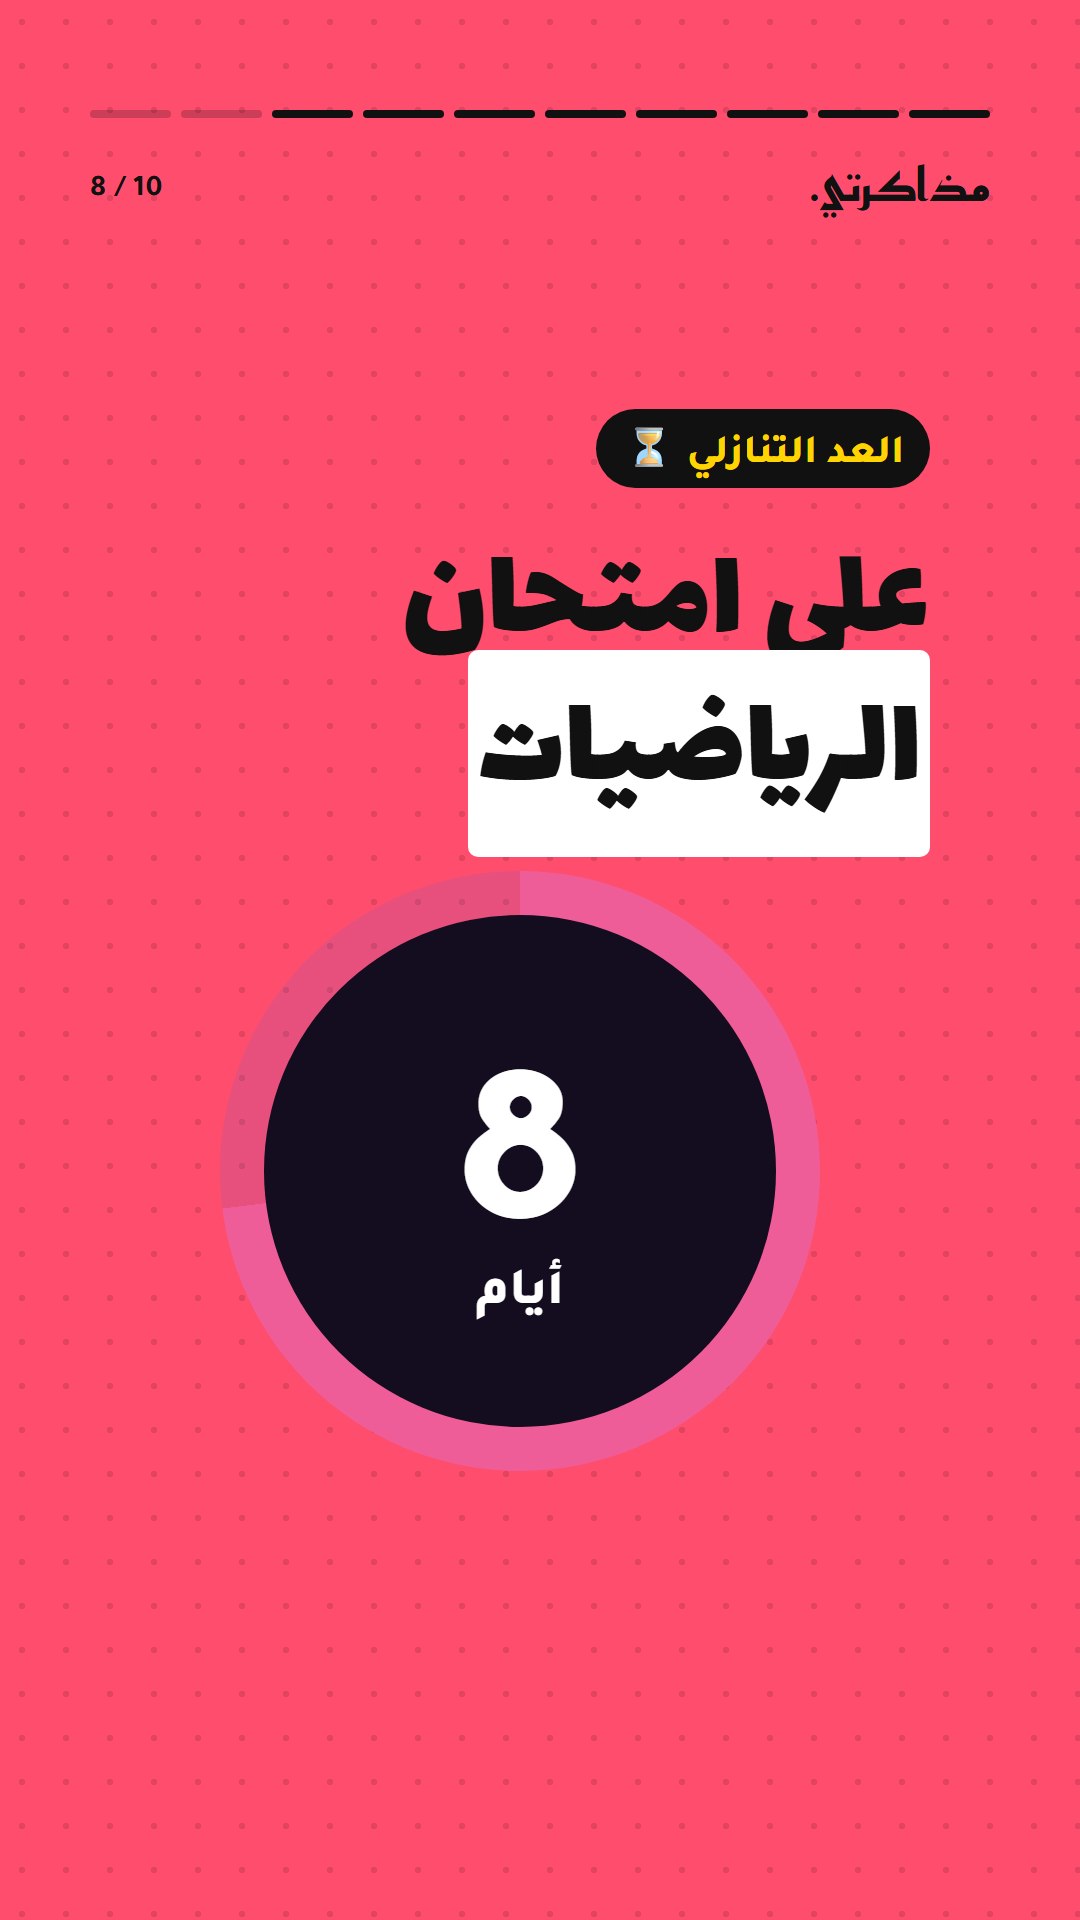 مذاكرتي.
8 / 10
العد التنازلي ⏳
على امتحان
الرياضيات
8
أيام